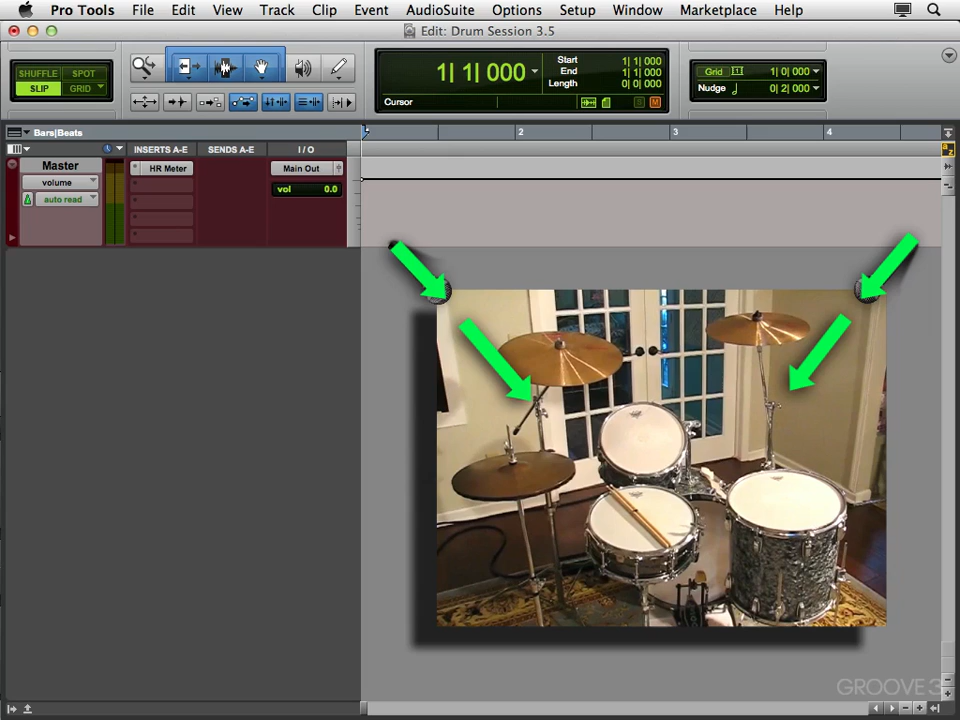 Pro Tools File Edit View Track Clip Event AudioSuite Options Setup Window Marketplace Help
Edit: Drum Session 3.5
SHUFFLE SPOT
SLIP GRID
1| 1| 000
Start 1| 1| 000
End 1| 1| 000
Length 0| 0| 000
Cursor
Grid 1| 0| 000
Nudge 0| 2| 000
Bars|Beats
2 3 4
INSERTS A-E SENDS A-E I / O
Master
volume
auto read
HR Meter
Main Out
vol 0.0
a
z
GROOVE 3